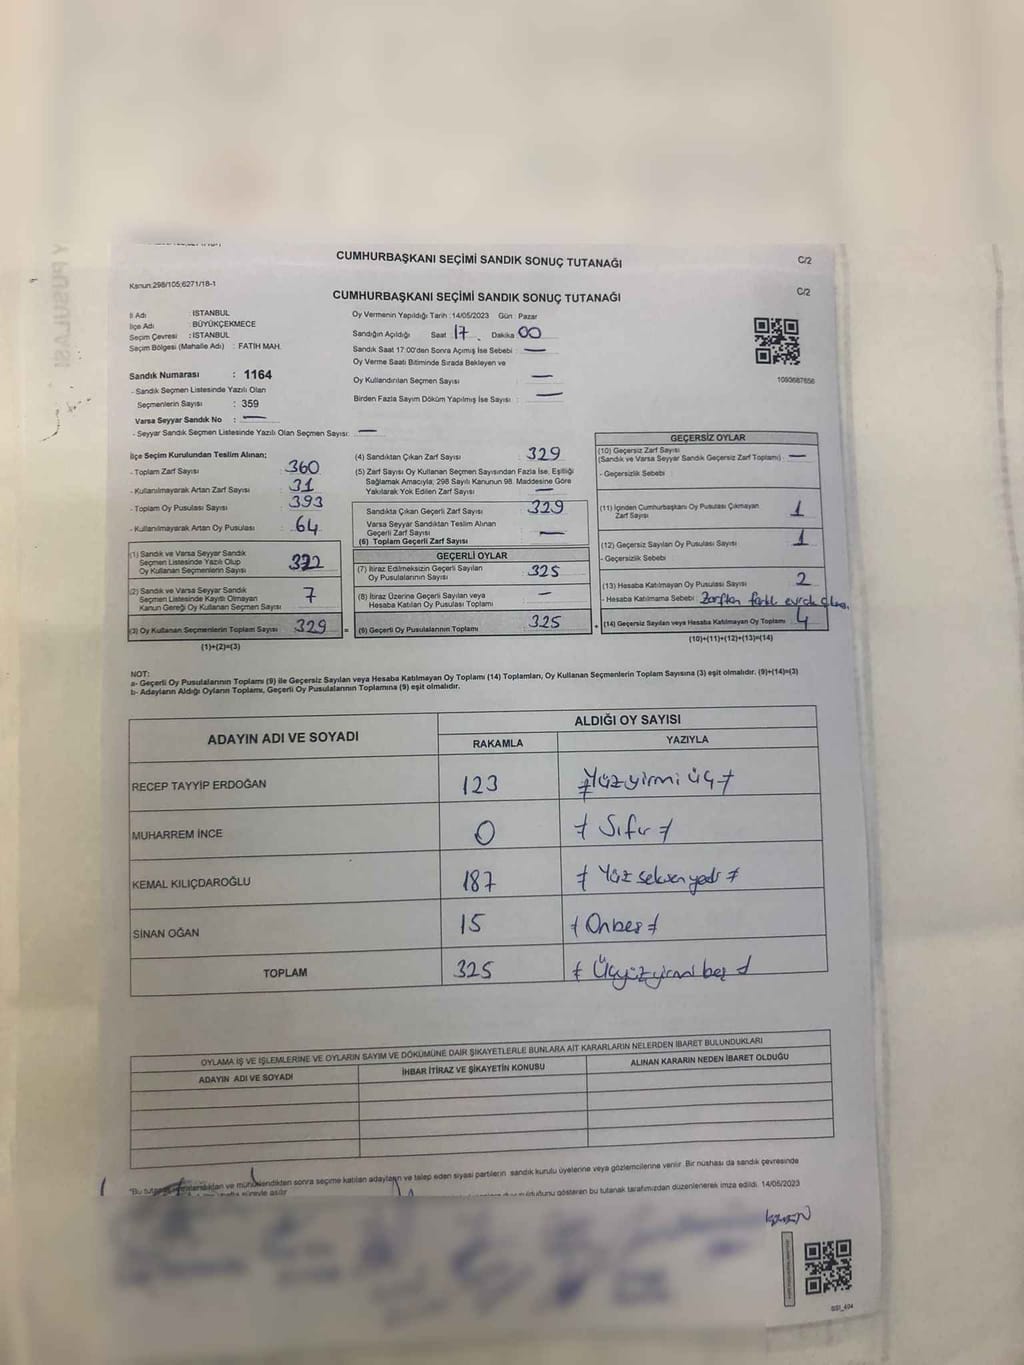 CUMHURBAŞKANI SEÇİMİ SANDIK SONUÇ TUTANAĞI
C/2
Kanun:298/105;6271/18-1
CUMHURBAŞKANI SEÇİMİ SANDIK SONUÇ TUTANAĞI
C/2
İl Adı : İSTANBUL
İlçe Adı : BÜYÜKÇEKMECE
Seçim Çevresi : İSTANBUL
Seçim Bölgesi (Mahalle Adı) : FATİH MAH.
Oy Vermenin Yapıldığı Tarih :14/05/2023 Gün : Pazar
Sandığın Açıldığı Saat 17 Dakika 00
Sandık Saat 17:00'den Sonra Açımış İse Sebebi : —
Oy Verme Saati Bitiminde Sırada Bekleyen ve
Oy Kullandırılan Seçmen Sayısı : —
Birden Fazla Sayım Döküm Yapılmış İse Sayısı : —
1093687656
Sandık Numarası : 1164
- Sandık Seçmen Listesinde Yazılı Olan
Seçmenlerin Sayısı : 359
Varsa Seyyar Sandık No : —
- Seyyar Sandık Seçmen Listesinde Yazılı Olan Seçmen Sayısı: —
İlçe Seçim Kurulundan Teslim Alınan;
- Toplam Zarf Sayısı 360
- Kullanılmayarak Artan Zarf Sayısı 31
- Toplam Oy Pusulası Sayısı 393
- Kullanılmayarak Artan Oy Pusulası 64
(1) Sandık ve Varsa Seyyar Sandık
Seçmen Listesinde Yazılı Olup
Oy Kullanan Seçmenlerin Sayısı 322
(2) Sandık ve Varsa Seyyar Sandık
Seçmen Listesinde Kayıtlı Olmayan
Kanun Gereği Oy Kullanan Seçmen Sayısı 7
(3) Oy Kullanan Seçmenlerin Toplam Sayısı 329
(1)+(2)=(3)
(4) Sandıktan Çıkan Zarf Sayısı 329
(5) Zarf Sayısı Oy Kullanan Seçmen Sayısından Fazla İse, Eşitliği
Sağlamak Amacıyla; 298 Sayılı Kanunun 98. Maddesine Göre
Yakılarak Yok Edilen Zarf Sayısı —
Sandıkta Çıkan Geçerli Zarf Sayısı 329
Varsa Seyyar Sandıktan Teslim Alınan
Geçerli Zarf Sayısı —
(6) Toplam Geçerli Zarf Sayısı
GEÇERLİ OYLAR
(7) İtiraz Edilmeksizin Geçerli Sayılan
Oy Pusulalarının Sayısı 325
(8) İtiraz Üzerine Geçerli Sayılan veya
Hesaba Katılan Oy Pusulası Toplamı —
= (9) Geçerli Oy Pusulalarının Toplamı 325
GEÇERSİZ OYLAR
(10) Geçersiz Zarf Sayısı
(Sandık ve Varsa Seyyar Sandık Geçersiz Zarf Toplamı) —
- Geçersizlik Sebebi
(11) İçinden Cumhurbaşkanı Oy Pusulası Çıkmayan
Zarf Sayısı 1
(12) Geçersiz Sayılan Oy Pusulası Sayısı 1
- Geçersizlik Sebebi
(13) Hesaba Katılmayan Oy Pusulası Sayısı 2
- Hesaba Katılmama Sebebi : Zarftan farklı evrak
+ (14) Geçersiz Sayılan veya Hesaba Katılmayan Oy Toplamı 4
(10)+(11)+(12)+(13)=(14)
NOT:
a- Geçerli Oy Pusulalarının Toplamı (9) ile Geçersiz Sayılan veya Hesaba Katılmayan Oy Toplamı (14) Toplamları, Oy Kullanan Seçmenlerin Toplam Sayısına (3) eşit olmalıdır. (9)+(14)=(3)
b- Adayların Aldığı Oyların Toplamı, Geçerli Oy Pusulalarının Toplamına (9) eşit olmalıdır.
ADAYIN ADI VE SOYADI
ALDIĞI OY SAYISI
RAKAMLA YAZIYLA
RECEP TAYYİP ERDOĞAN 123 Yüzyirmi üç
MUHARREM İNCE 0 Sıfır
KEMAL KILIÇDAROĞLU 187 Yüz seksen yedi
SİNAN OĞAN 15 Onbeş
TOPLAM 325 Üçyüzyirmi beş
OYLAMA İŞ VE İŞLEMLERİNE VE OYLARIN SAYIM VE DÖKÜMÜNE DAİR ŞİKAYETLERLE BUNLARA AİT KARARLARIN NELERDEN İBARET BULUNDUKLARI
ADAYIN ADI VE SOYADI İHBAR İTİRAZ VE ŞİKAYETİN KONUSU ALINAN KARARIN NEDEN İBARET OLDUĞU
sonra seçime katılan adayların ve talep eden siyasi partilerin sandık kurulu üyelerine veya gözlemcilerine verilir. Bir nüshası da sandık çevresinde
süreyle asılır gösteren bu tutanak tarafımızdan düzenlenerek imza edildi. 14/05/2023